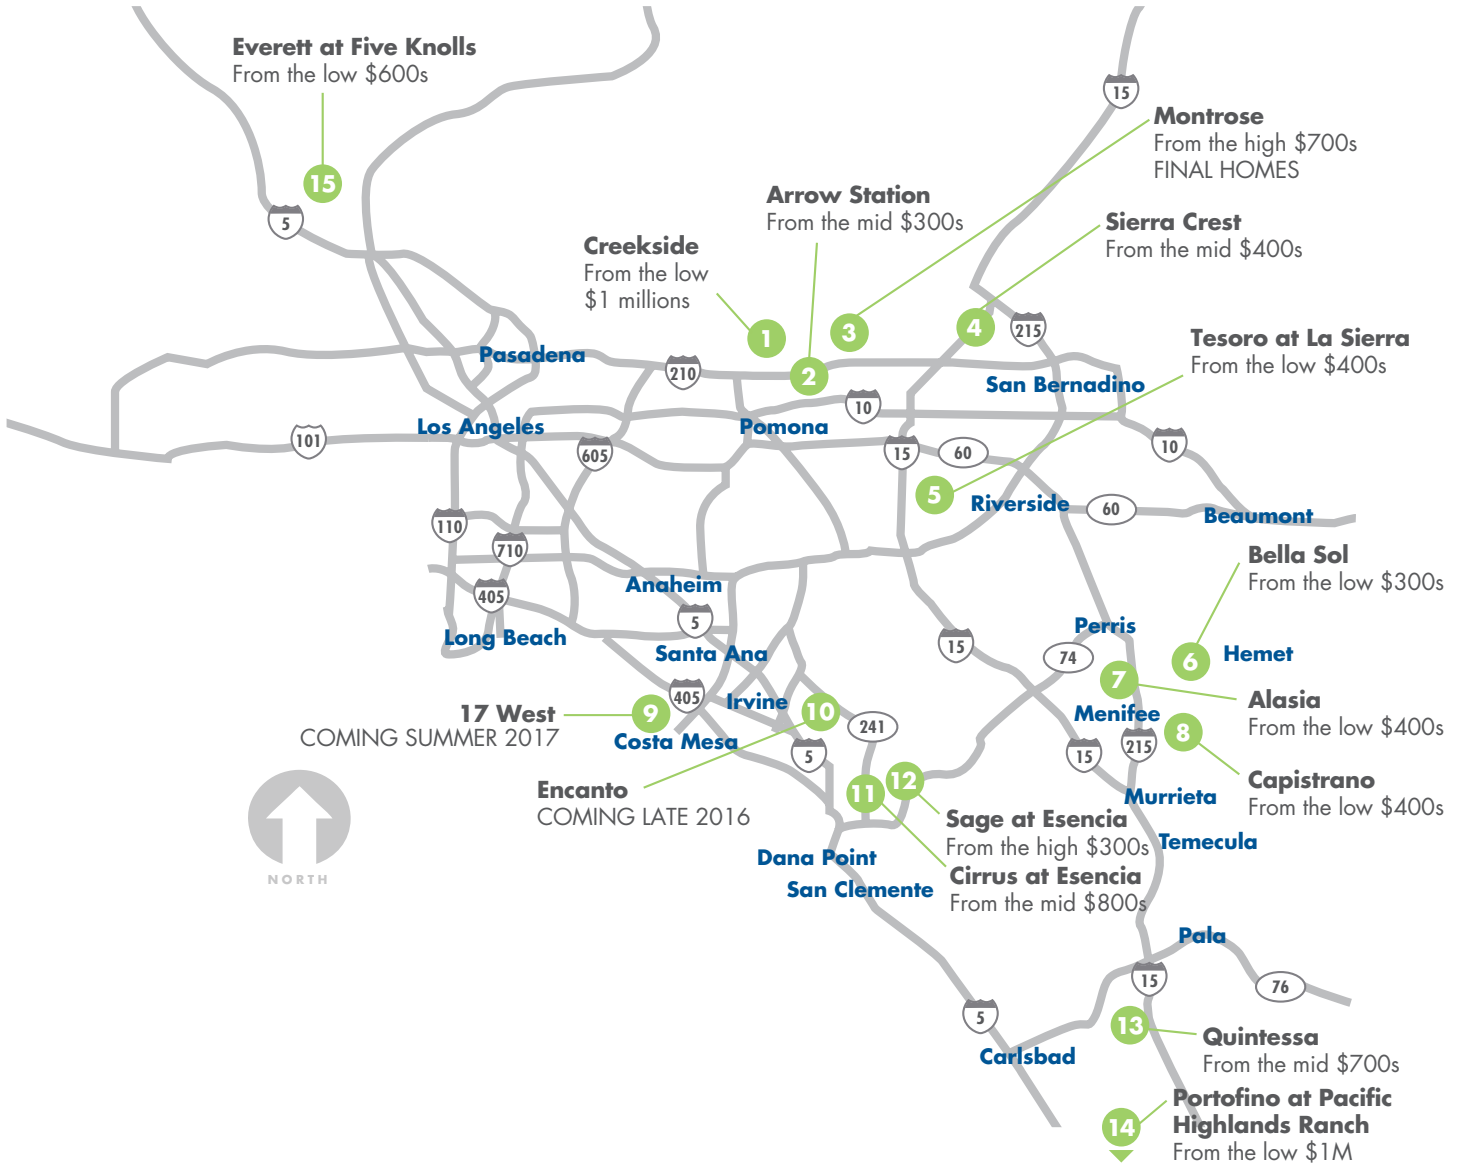 Everett at Five Knolls
From the low $600s
15
5
15
Montrose
From the high $700s
FINAL HOMES
Arrow Station
From the mid $300s
Sierra Crest
From the mid $400s
Creekside
From the low
$1 millions
1
2
3
4
215
Tesoro at La Sierra
From the low $400s
Pasadena
210
San Bernadino
10
Los Angeles
Pomona
101
605
15
60
10
5
Riverside
60
Beaumont
110
710
Bella Sol
From the low $300s
Anaheim
405
5
Long Beach
Santa Ana
15
Perris
74
6
Hemet
7
Alasia
From the low $400s
405
Irvine
17 West
COMING SUMMER 2017
9
Costa Mesa
10
241
Menifee
8
5
15
215
Capistrano
From the low $400s
Encanto
COMING LATE 2016
11
12
Murrieta
Sage at Esencia
From the high $300s
Temecula
Dana Point
Cirrus at Esencia
From the mid $800s
San Clemente
NORTH
Pala
15
76
5
13
Quintessa
From the mid $700s
Carlsbad
14
Portofino at Pacific
Highlands Ranch
From the low $1M